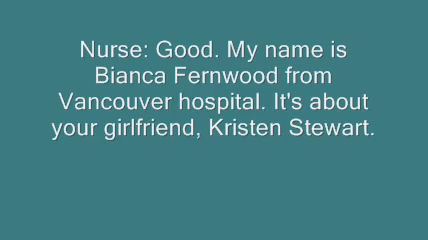 Nurse: Good. My name is
Bianca Fernwood from
Vancouver hospital. It's about
your girlfriend, Kristen Stewart.